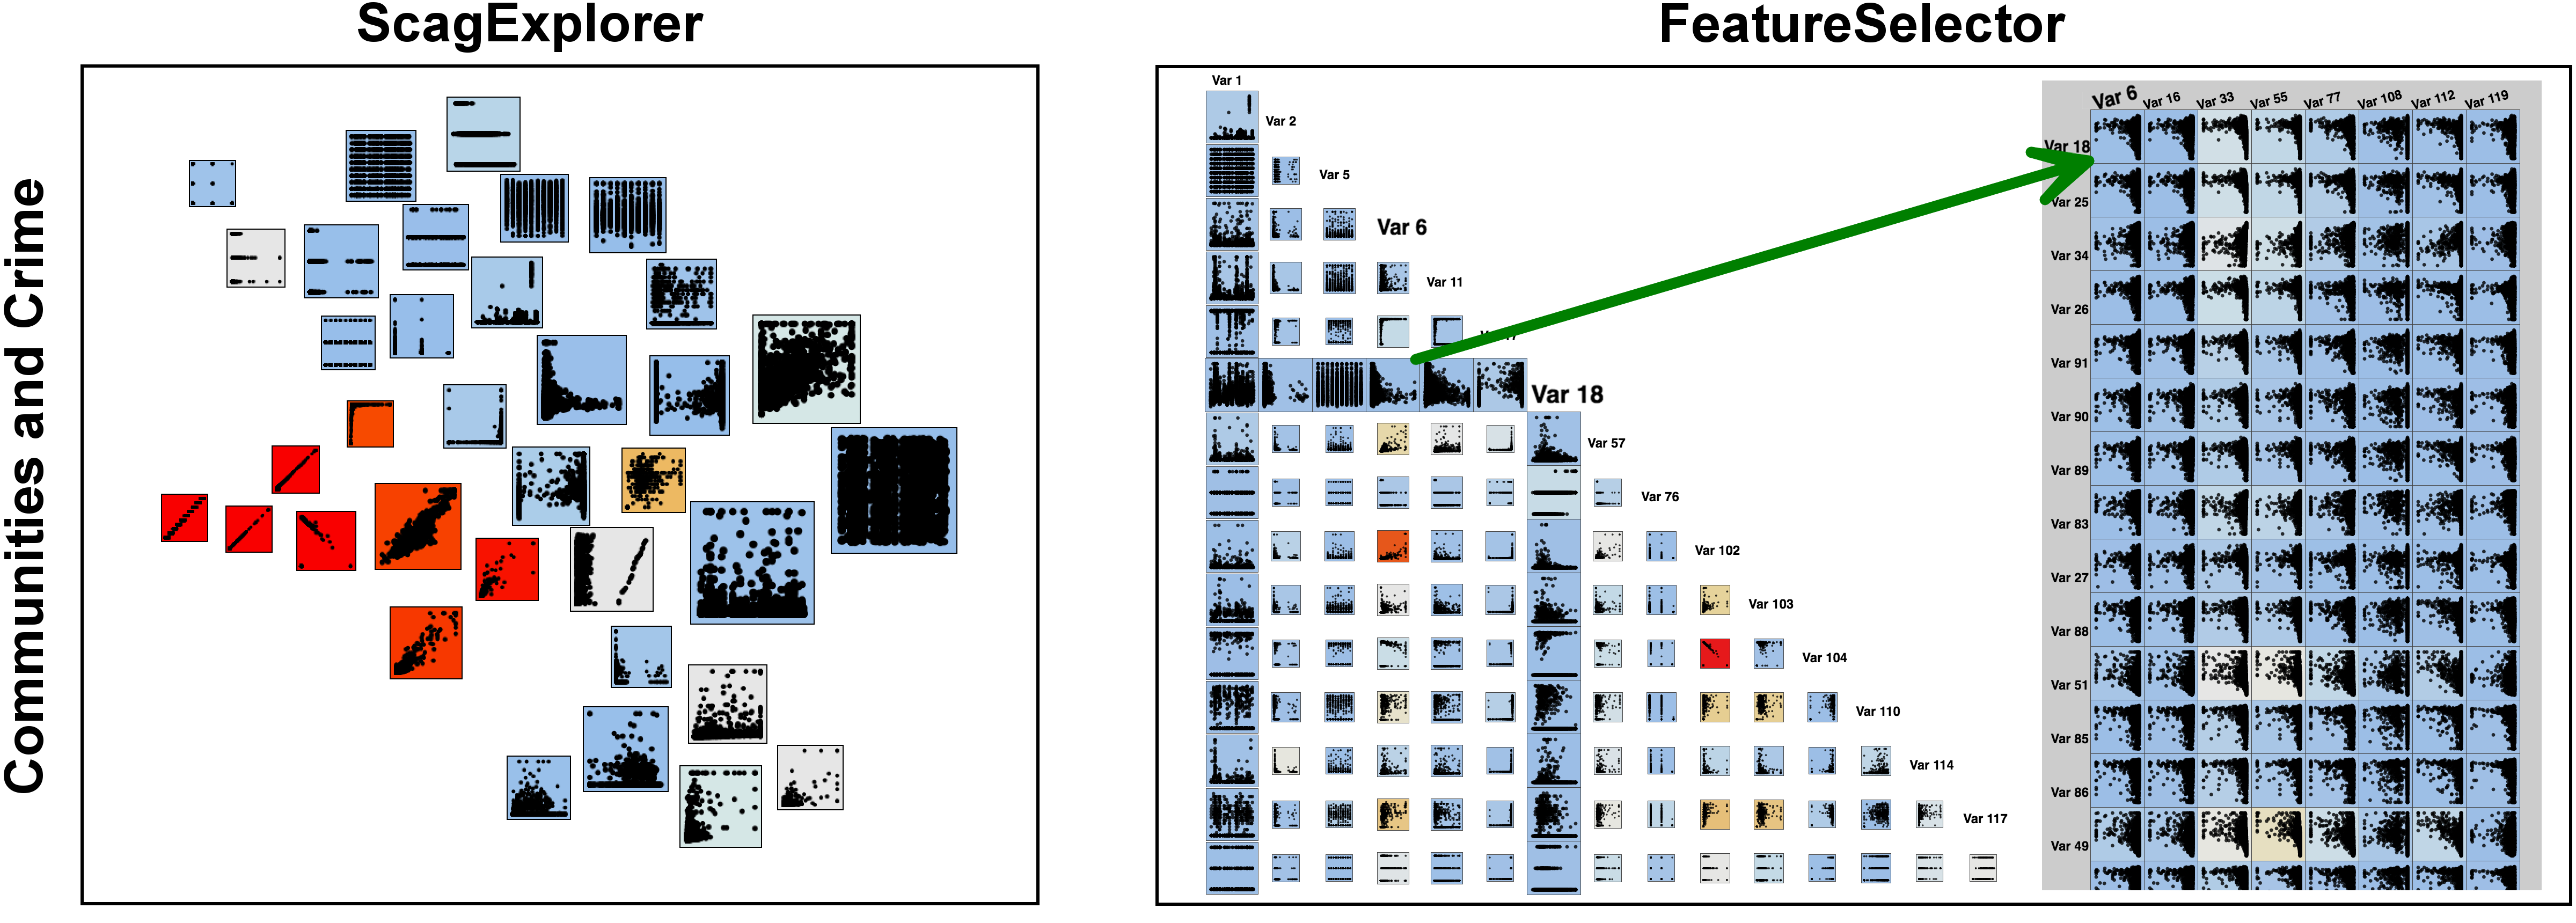 ScagExplorer
FeatureSelector
Communities and Crime
Var 1
Var 2
Var 5
Var 6
Var 11
Var 18
Var 57
Var 76
Var 102
Var 103
Var 104
Var 110
Var 114
Var 117
Var 6 Var 16 Var 33 Var 55 Var 77 Var 108 Var 112 Var 119
Var 18
Var 25
Var 34
Var 26
Var 91
Var 90
Var 89
Var 83
Var 27
Var 88
Var 51
Var 85
Var 86
Var 49